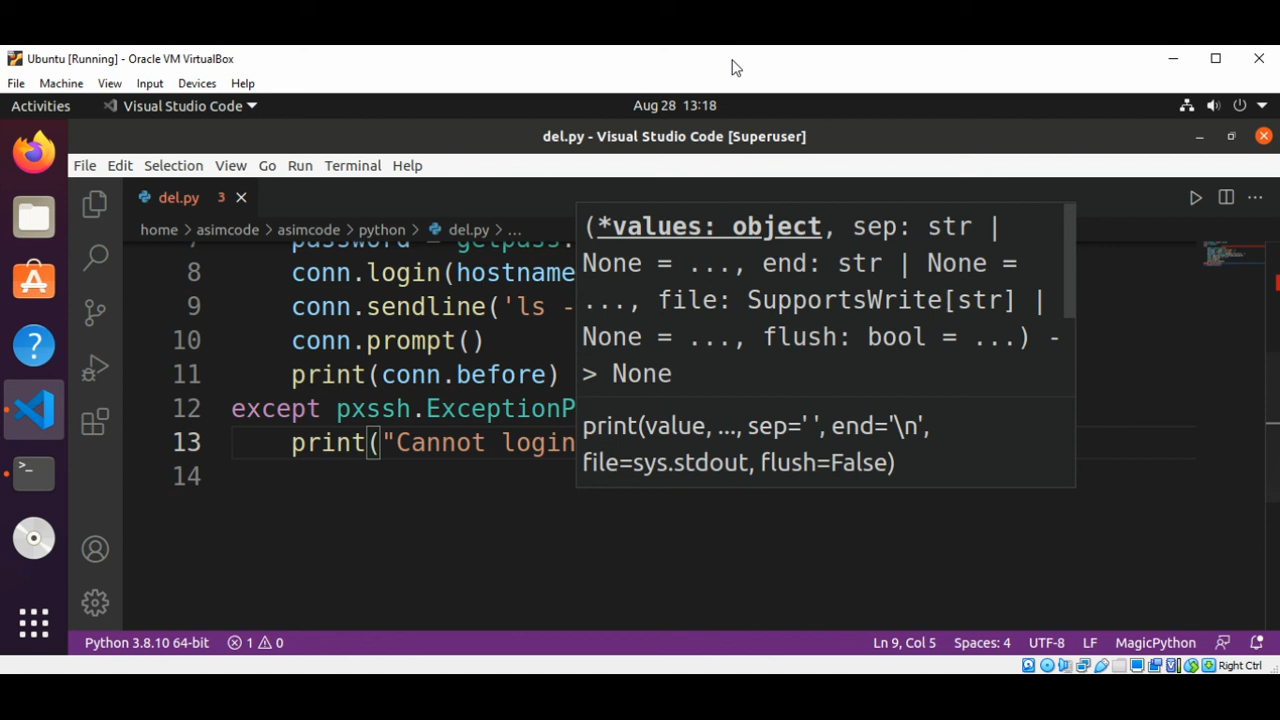 Ubuntu [Running] - Oracle VM VirtualBox
File Machine View Input Devices Help
Activities Visual Studio Code Aug 28 13:18
del.py - Visual Studio Code [Superuser]
File Edit Selection View Go Run Terminal Help
del.py 3
home > asimcode > asimcode > python > del.py > ...
password = getpass.
8 conn.login(hostname
9 conn.sendline('ls -
10 conn.prompt()
11 print(conn.before)
12 except pxssh.ExceptionP
13 print("Cannot login
14
(*values: object, sep: str |
None = ..., end: str | None =
..., file: SupportsWrite[str] |
None = ..., flush: bool = ...) -
> None
print(value, ..., sep=' ', end='\n',
file=sys.stdout, flush=False)
Python 3.8.10 64-bit 1 0 Ln 9, Col 5 Spaces: 4 UTF-8 LF MagicPython
Right Ctrl